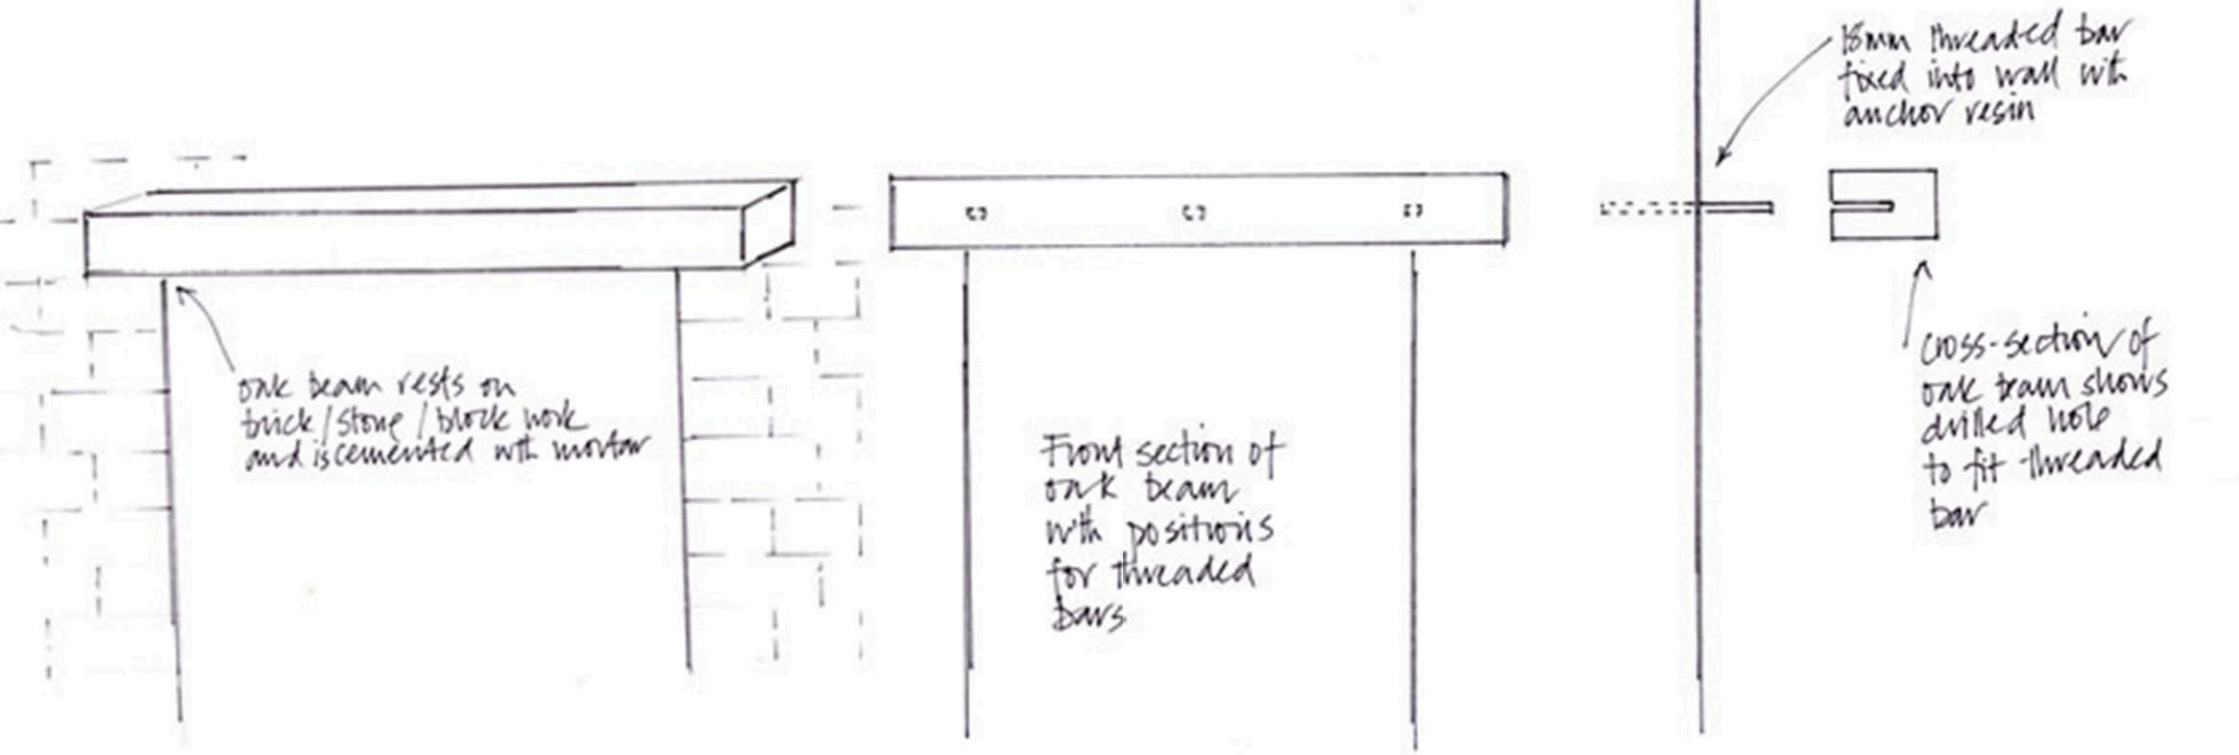 oak beam rests on
brick/stone/block work
and is cemented with mortar
Front section of
oak beam
with positions
for threaded
bars
18mm threaded bar
fixed into wall with
anchor resin
cross-section of
oak beam shows
drilled hole
to fit threaded
bar